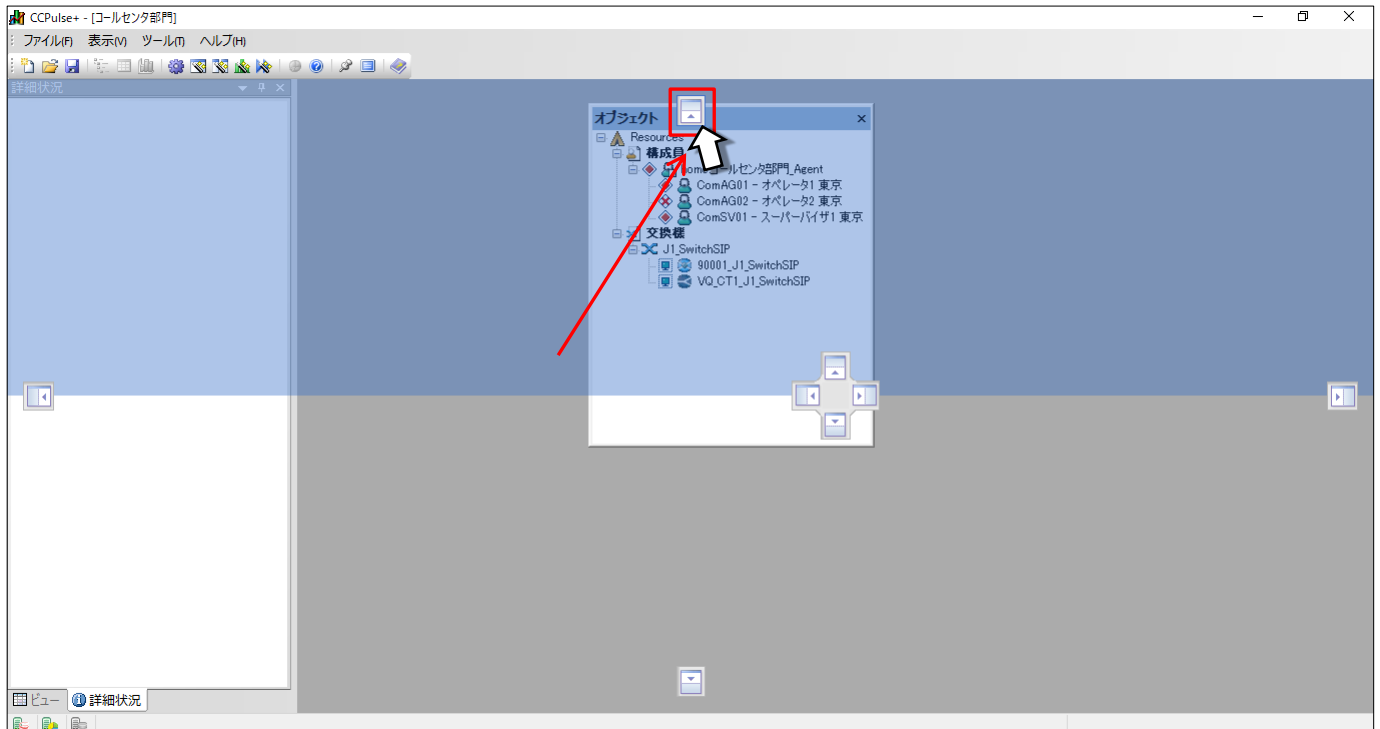 CCPulse+ - [コールセンタ部門]
ファイル(F) 表示(V) ツール(T) ヘルプ(H)
詳細状況
オブジェクト
Resources
構成員
コールセンタ部門_Agent
ComAG01 - オペレータ1 東京
ComAG02 - オペレータ2 東京
ComSV01 - スーパーバイザ1 東京
交換機
J1_SwitchSIP
90001_J1_SwitchSIP
VQ_CT1_J1_SwitchSIP
ビュー 詳細状況